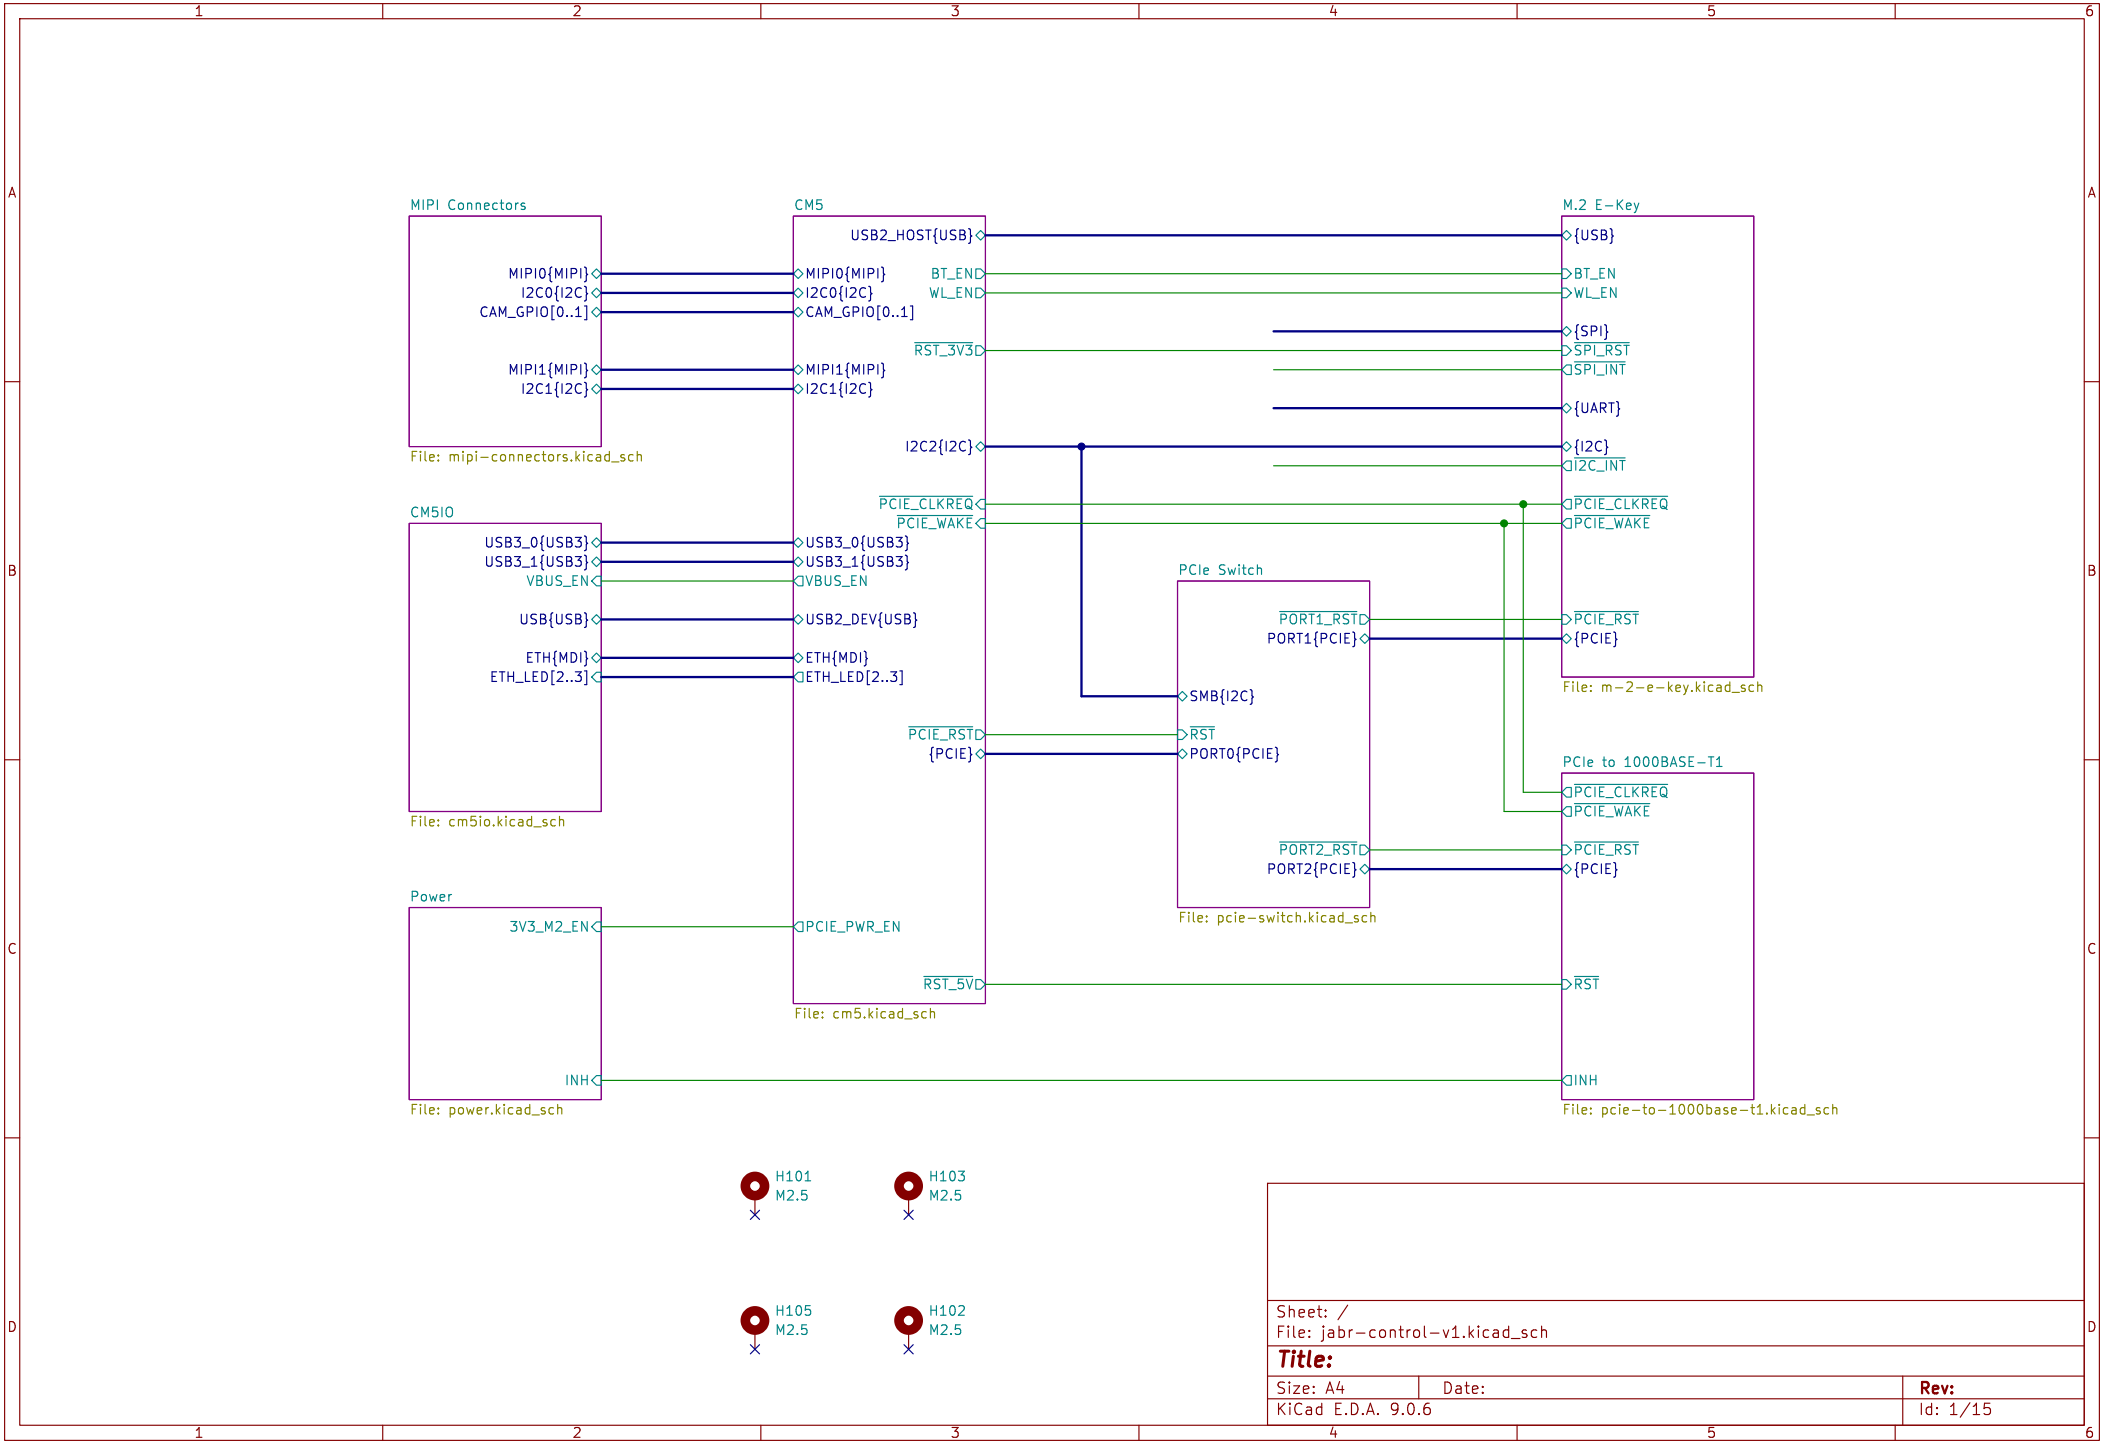 1 2 3 4 5 6
A
B
C
D
A
B
C
D
1 2 3 4 5 6
MIPI Connectors
MIPI0{MIPI}
I2C0{I2C}
CAM_GPIO[0..1]
MIPI1{MIPI}
I2C1{I2C}
File: mipi-connectors.kicad_sch
CM5IO
USB3_0{USB3}
USB3_1{USB3}
VBUS_EN
USB{USB}
ETH{MDI}
ETH_LED[2..3]
File: cm5io.kicad_sch
Power
3V3_M2_EN
INH
File: power.kicad_sch
CM5
USB2_HOST{USB}
MIPI0{MIPI}
BT_EN
I2C0{I2C}
WL_EN
CAM_GPIO[0..1]
RST_3V3
MIPI1{MIPI}
I2C1{I2C}
I2C2{I2C}
PCIE_CLKREQ
PCIE_WAKE
USB3_0{USB3}
USB3_1{USB3}
VBUS_EN
USB2_DEV{USB}
ETH{MDI}
ETH_LED[2..3]
PCIE_RST
{PCIE}
PCIE_PWR_EN
RST_5V
File: cm5.kicad_sch
PCIe Switch
PORT1_RST
PORT1{PCIE}
SMB{I2C}
RST
PORT0{PCIE}
PORT2_RST
PORT2{PCIE}
File: pcie-switch.kicad_sch
M.2 E-Key
{USB}
BT_EN
WL_EN
{SPI}
SPI_RST
SPI_INT
{UART}
{I2C}
I2C_INT
PCIE_CLKREQ
PCIE_WAKE
PCIE_RST
{PCIE}
File: m-2-e-key.kicad_sch
PCIe to 1000BASE-T1
PCIE_CLKREQ
PCIE_WAKE
PCIE_RST
{PCIE}
RST
INH
File: pcie-to-1000base-t1.kicad_sch
H101
M2.5
H103
M2.5
H105
M2.5
H102
M2.5
Sheet: /
File: jabr-control-v1.kicad_sch
Title:
Size: A4 Date: Rev:
KiCad E.D.A. 9.0.6 Id: 1/15